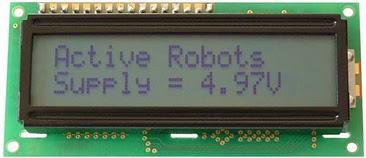 Active Robots
Supply = 4.97V